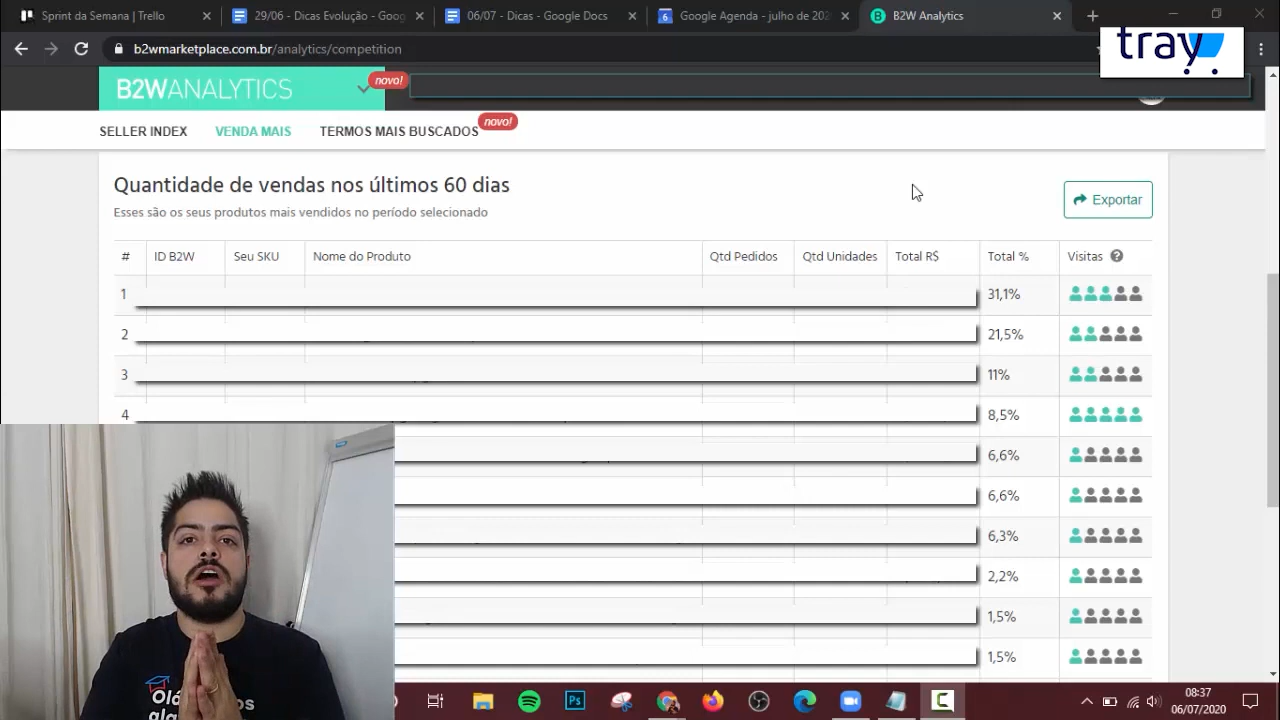 Sprint da Semana | Trello
29/06 - Dicas Evolução - Goog
06/07 - Dicas - Google Docs
Google Agenda - julho de 202
B2W Analytics
b2wmarketplace.com.br/analytics/competition
tray
B2WANALYTICS
novo!
SELLER INDEX
VENDA MAIS
TERMOS MAIS BUSCADOS
novo!
Quantidade de vendas nos últimos 60 dias
Esses são os seus produtos mais vendidos no período selecionado
Exportar
# ID B2W Seu SKU Nome do Produto Qtd Pedidos Qtd Unidades Total R$ Total % Visitas ?
1 31,1%
2 21,5%
3 11%
4 8,5%
6,6%
6,6%
6,3%
2,2%
1,5%
1,5%
Ps
08:37
06/07/2020